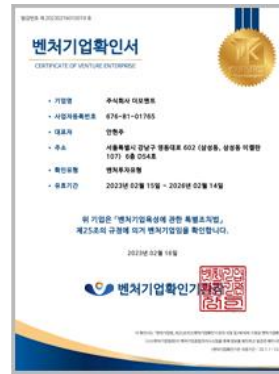 벤처기업확인서
CERTIFICATE OF VENTURE ENTERPRISE
• 기업명 주식회사 더모멘트
• 사업자등록번호 676-81-01765
• 대표자 안현주
• 주소 서울특별시 강남구 영동대로 602 (삼성동, 삼성동 미켈란
107) 6층 D54호
• 확인유형 벤처투자유형
• 유효기간 2023년 02월 15일 ~ 2026년 02월 14일
위 기업은 「벤처기업육성에 관한 특별조치법」
제25조의 규정에 의거 벤처기업임을 확인합니다.
2023년 02월 16일
벤처기업확인기관장